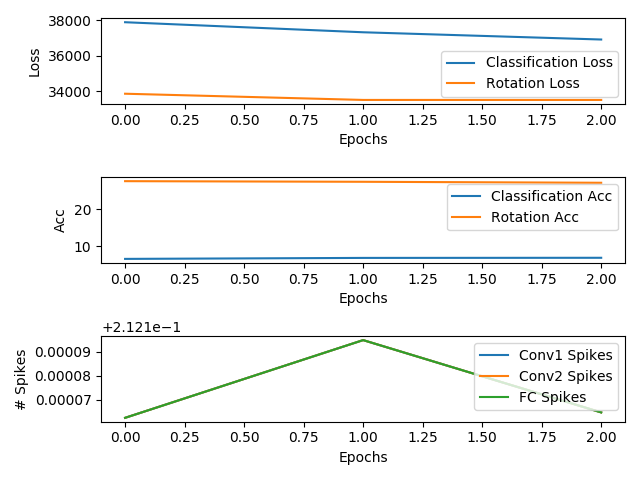 38000
36000
34000
Loss
Classification Loss
Rotation Loss
0.00 0.25 0.50 0.75 1.00 1.25 1.50 1.75 2.00
Epochs
20
10
Acc
Classification Acc
Rotation Acc
0.00 0.25 0.50 0.75 1.00 1.25 1.50 1.75 2.00
Epochs
+2.121e−1
0.00009
0.00008
0.00007
# Spikes
Conv1 Spikes
Conv2 Spikes
FC Spikes
0.00 0.25 0.50 0.75 1.00 1.25 1.50 1.75 2.00
Epochs